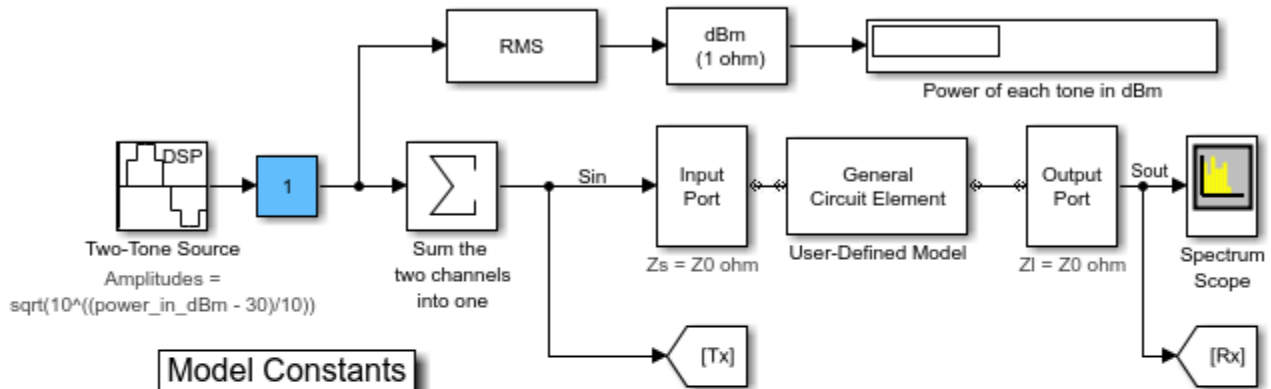 RMS
dBm
(1 ohm)
Power of each tone in dBm
DSP
1
Sin
Input
Port
General
Circuit Element
Output
Port
Sout
Two-Tone Source
Amplitudes =
sqrt(10^((power_in_dBm - 30)/10))
Sum the
two channels
into one
Zs = Z0 ohm
User-Defined Model
Zl = Z0 ohm
Spectrum
Scope
[Tx]
[Rx]
Model Constants